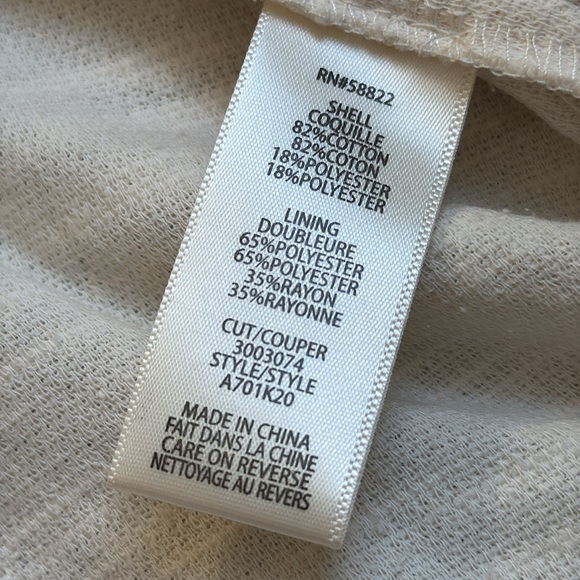 RN#58822
SHELL
COQUILLE
82%COTTON
82%COTON
18%POLYESTER
18%POLYESTER
LINING
DOUBLEURE
65%POLYESTER
65%POLYESTER
35%RAYON
35%RAYONNE
CUT/COUPER
3003074
STYLE/STYLE
A701K20
MADE IN CHINA
FAIT DANS LA CHINE
CARE ON REVERSE
NETTOYAGE AU REVERS